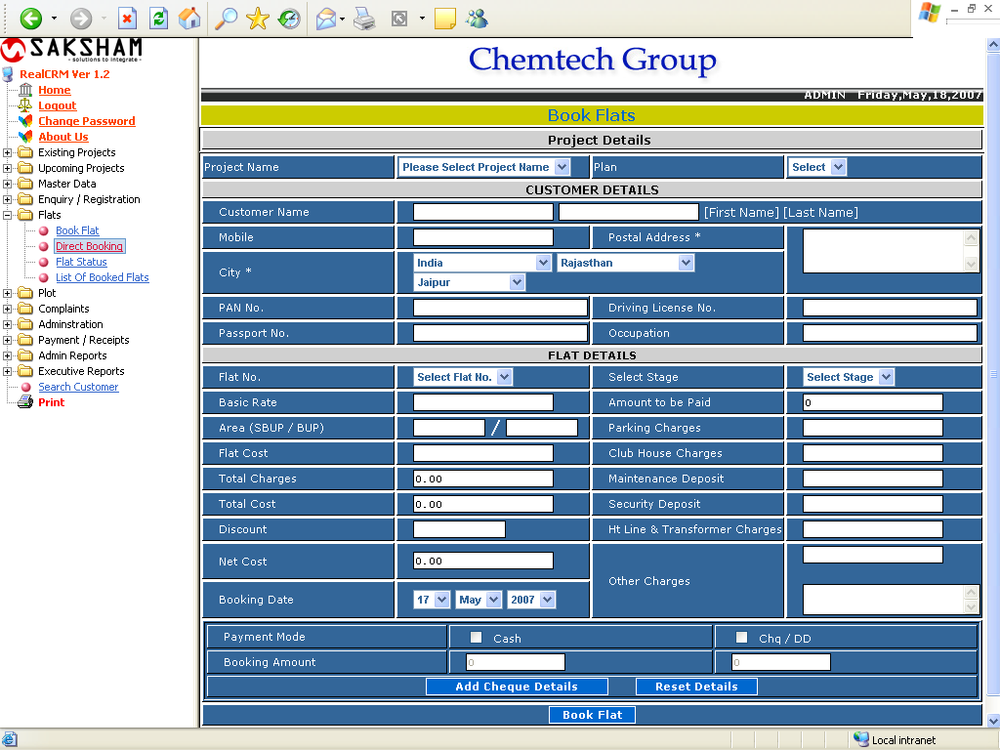 SAKSHAM
- solutions to integrate -
RealCRM Ver 1.2
Home
Logout
Change Password
About Us
Existing Projects
Upcoming Projects
Master Data
Enquiry / Registration
Flats
Book Flat
Direct Booking
Flat Status
List Of Booked Flats
Plot
Complaints
Adminstration
Payment / Receipts
Admin Reports
Executive Reports
Search Customer
Print
Chemtech Group
ADMIN Friday,May,18,2007
Book Flats
Project Details
Project Name Please Select Project Name Plan Select
CUSTOMER DETAILS
Customer Name [First Name] [Last Name]
Mobile Postal Address *
City * India Rajasthan
Jaipur
PAN No. Driving License No.
Passport No. Occupation
FLAT DETAILS
Flat No. Select Flat No. Select Stage Select Stage
Basic Rate Amount to be Paid 0
Area (SBUP / BUP) / Parking Charges
Flat Cost Club House Charges
Total Charges 0.00 Maintenance Deposit
Total Cost 0.00 Security Deposit
Discount Ht Line & Transformer Charges
Net Cost 0.00
Other Charges
Booking Date 17 May 2007
Payment Mode Cash Chq / DD
Booking Amount 0 0
Add Cheque Details Reset Details
Book Flat
Local intranet